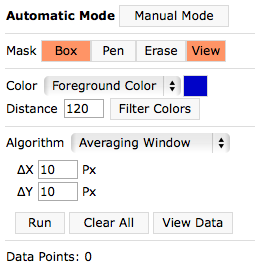 Automatic Mode Manual Mode
Mask Box Pen Erase View
Color Foreground Color
Distance 120 Filter Colors
Algorithm Averaging Window
ΔX 10 Px
ΔY 10 Px
Run Clear All View Data
Data Points: 0